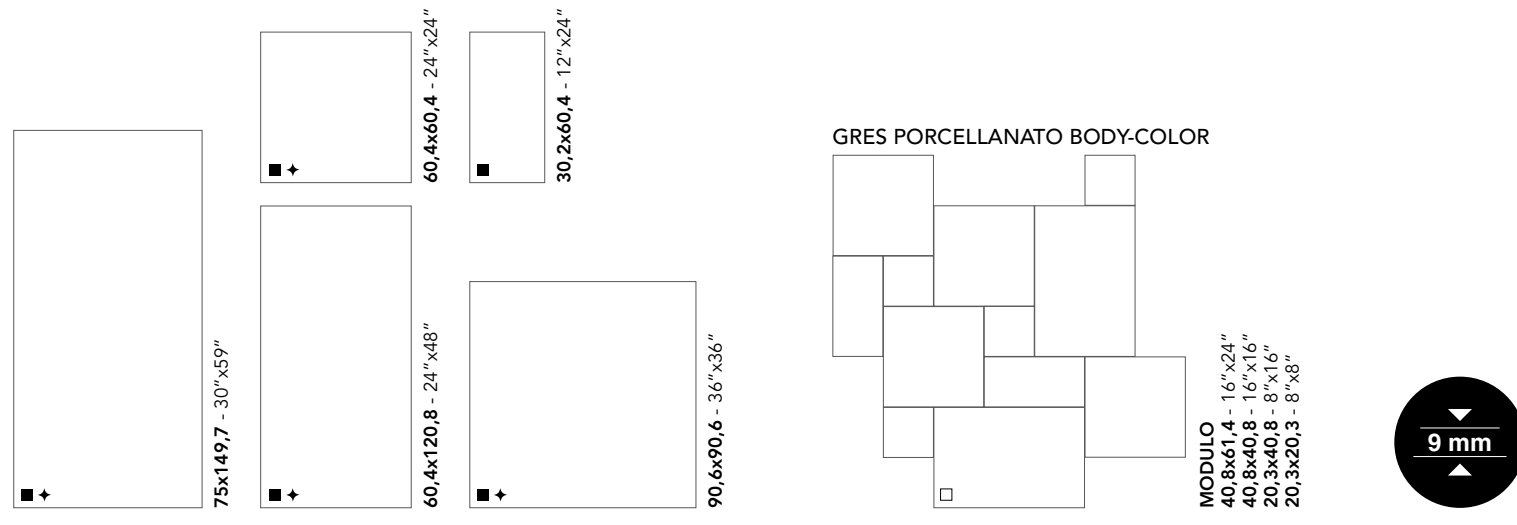 75x149,7 - 30”x59”
60,4x60,4 - 24”x24”
60,4x120,8 - 24”x48”
30,2x60,4 - 12”x24”
90,6x90,6 - 36”x36”
GRES PORCELLANATO BODY-COLOR
MODULO
40,8x61,4 - 16”x24”
40,8x40,8 - 16”x16”
20,3x40,8 - 8”x16”
20,3x20,3 - 8”x8”
9 mm